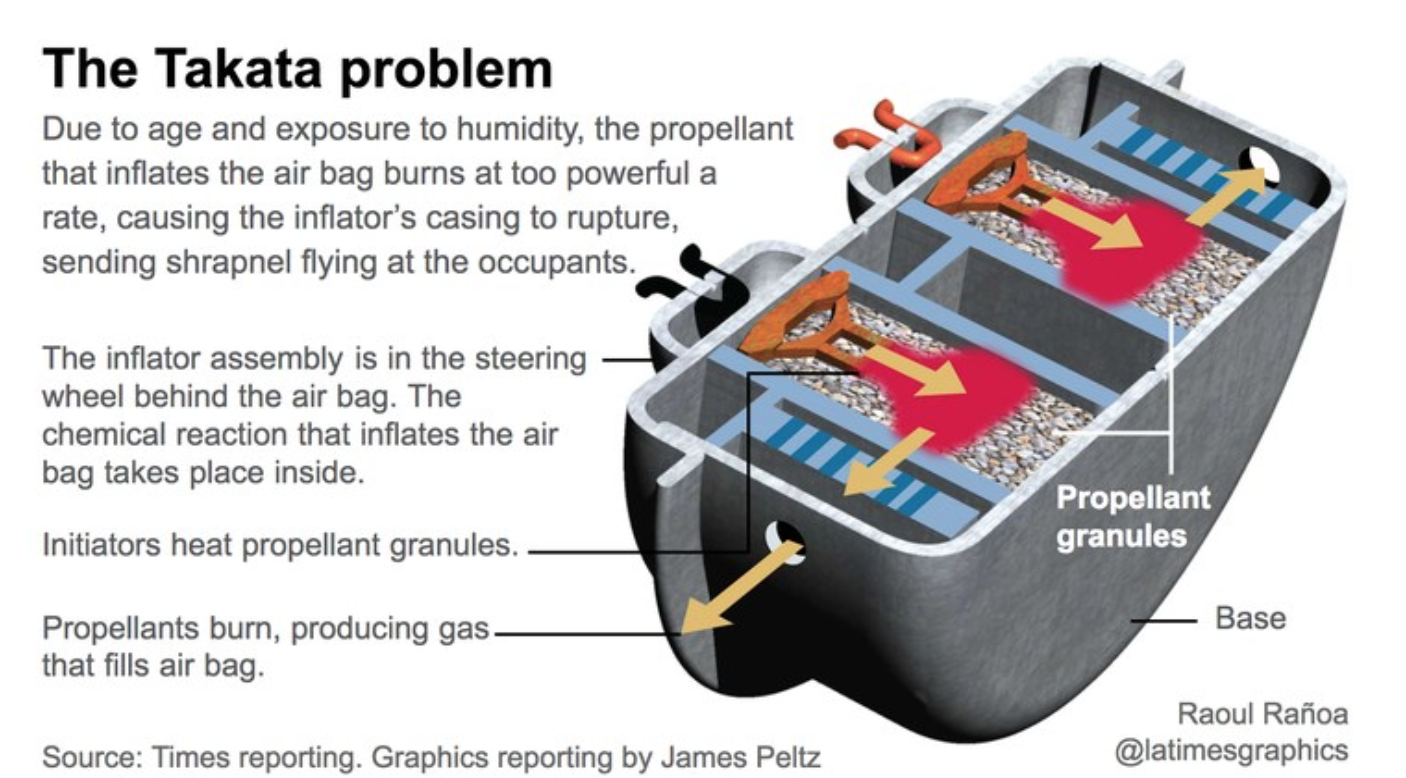 The Takata problem
Due to age and exposure to humidity, the propellant
that inflates the air bag burns at too powerful a
rate, causing the inflator’s casing to rupture,
sending shrapnel flying at the occupants.
The inflator assembly is in the steering
wheel behind the air bag. The
chemical reaction that inflates the air
bag takes place inside.
Initiators heat propellant granules.
Propellants burn, producing gas
that fills air bag.
Propellant
granules
Base
Raoul Rañoa
@latimesgraphics
Source: Times reporting. Graphics reporting by James Peltz